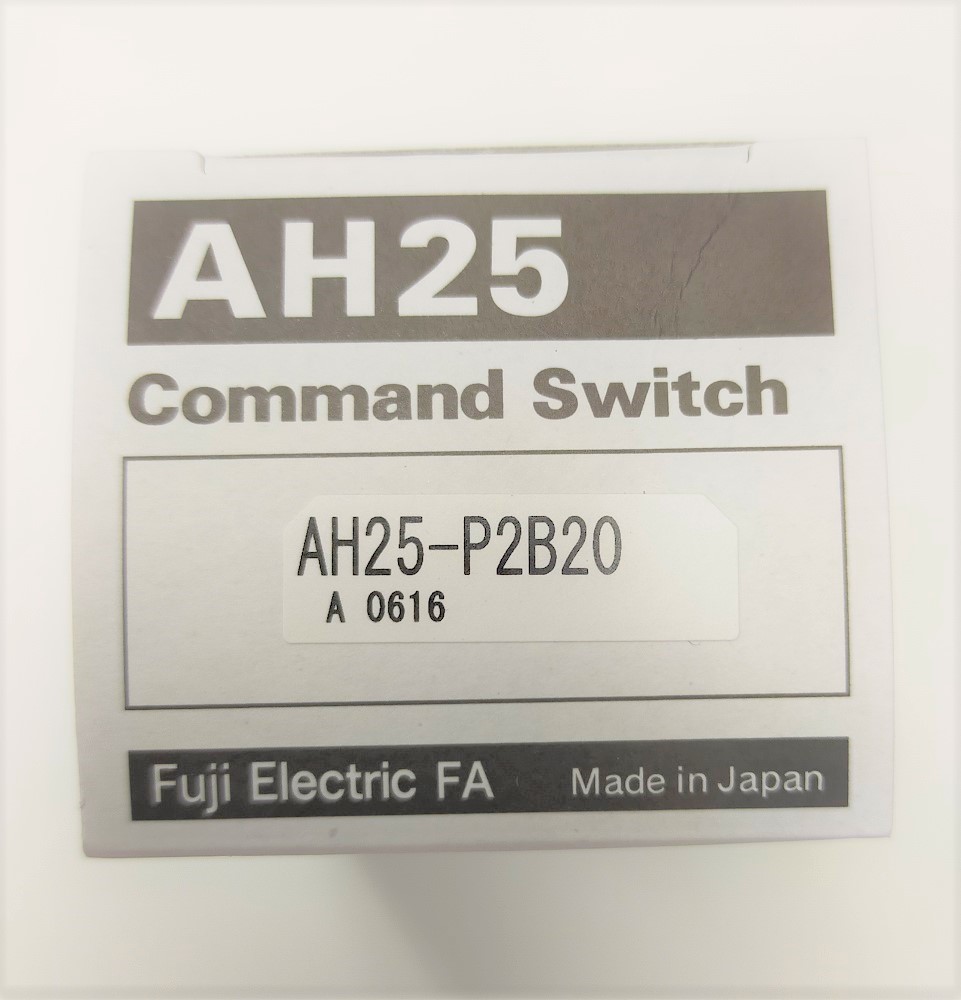 AH25
Command Switch
AH25-P2B20
A 0616
Fuji Electric FA Made in Japan